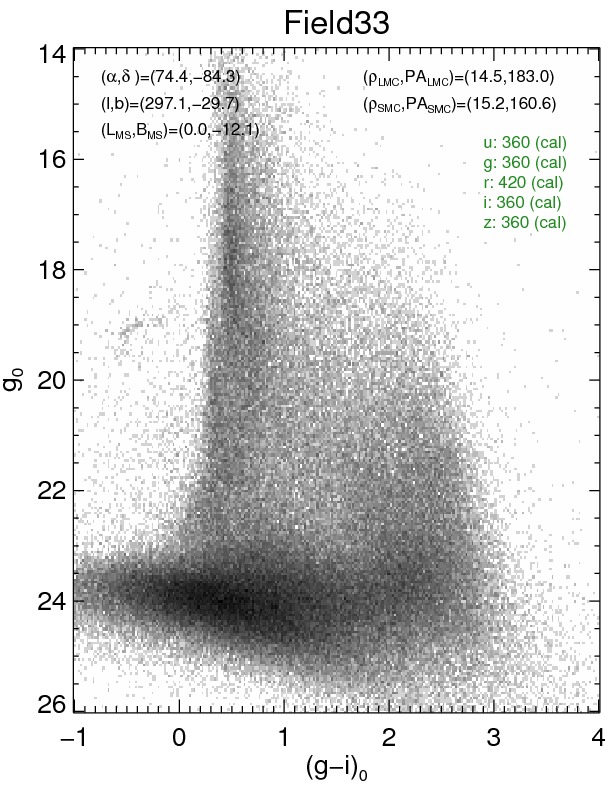 Field33
(α,δ )=(74.4,−84.3)
(l,b)=(297.1,−29.7)
(LMS,BMS)=(0.0,−12.1)
(ρLMC,PALMC)=(14.5,183.0)
(ρSMC,PASMC)=(15.2,160.6)
u: 360 (cal)
g: 360 (cal)
r: 420 (cal)
i: 360 (cal)
z: 360 (cal)
14
16
18
20
22
24
26
g0
−1 0 1 2 3 4
(g−i)0